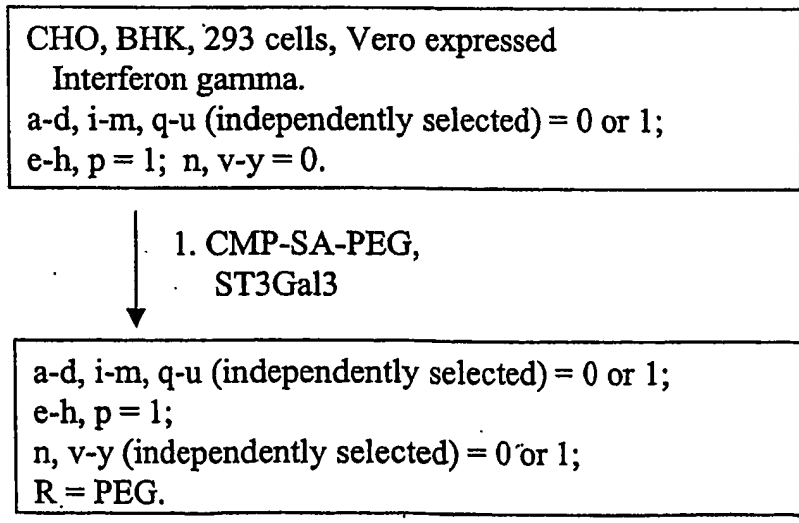 CHO, BHK, 293 cells, Vero expressed
Interferon gamma.
a-d, i-m, q-u (independently selected) = 0 or 1;
e-h, p = 1; n, v-y = 0.
1. CMP-SA-PEG,
ST3Gal3
a-d, i-m, q-u (independently selected) = 0 or 1;
e-h, p = 1;
n, v-y (independently selected) = 0 or 1;
R = PEG.